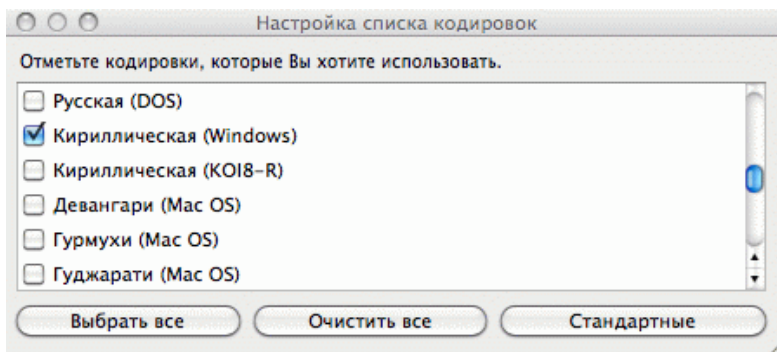 Настройка списка кодировок
Отметьте кодировки, которые Вы хотите использовать.
Русская (DOS)
Кириллическая (Windows)
Кириллическая (KOI8-R)
Девангари (Mac OS)
Гурмухи (Mac OS)
Гуджарати (Mac OS)
Выбрать все Очистить все Стандартные